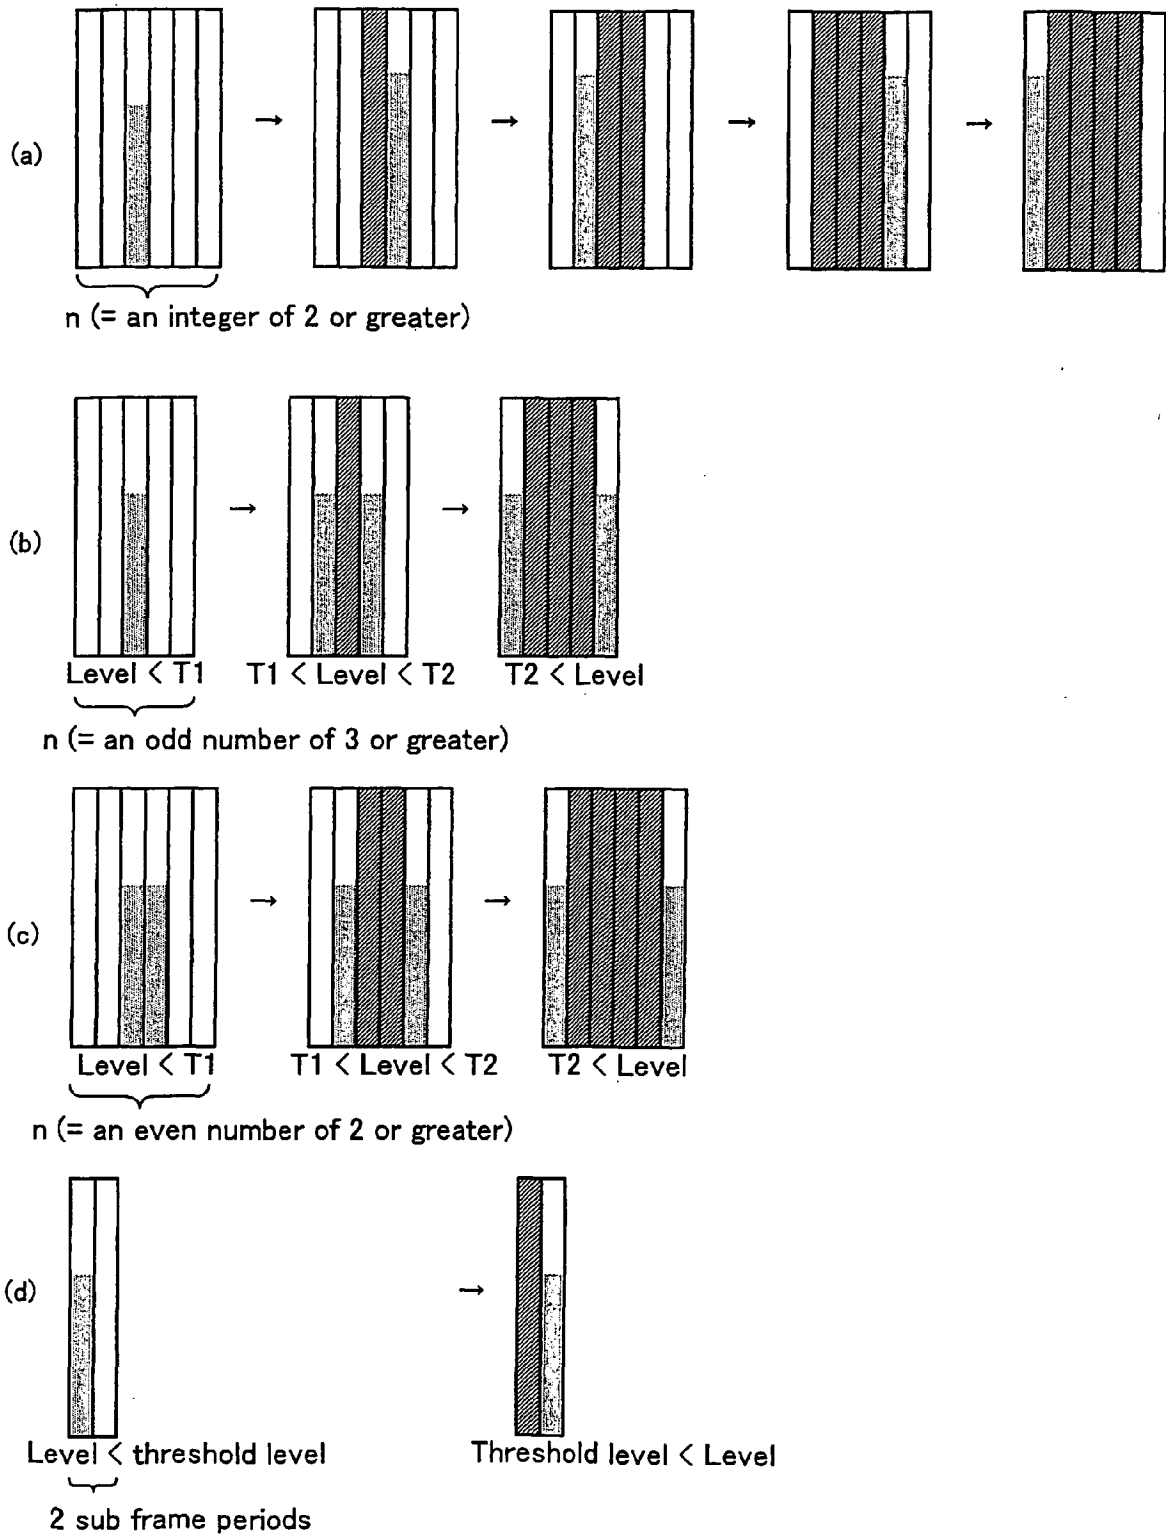 (a)
n (= an integer of 2 or greater)
(b)
Level < T1 T1 < Level < T2 T2 < Level
n (= an odd number of 3 or greater)
(c)
Level < T1 T1 < Level < T2 T2 < Level
n (= an even number of 2 or greater)
(d)
Level < threshold level Threshold level < Level
2 sub frame periods